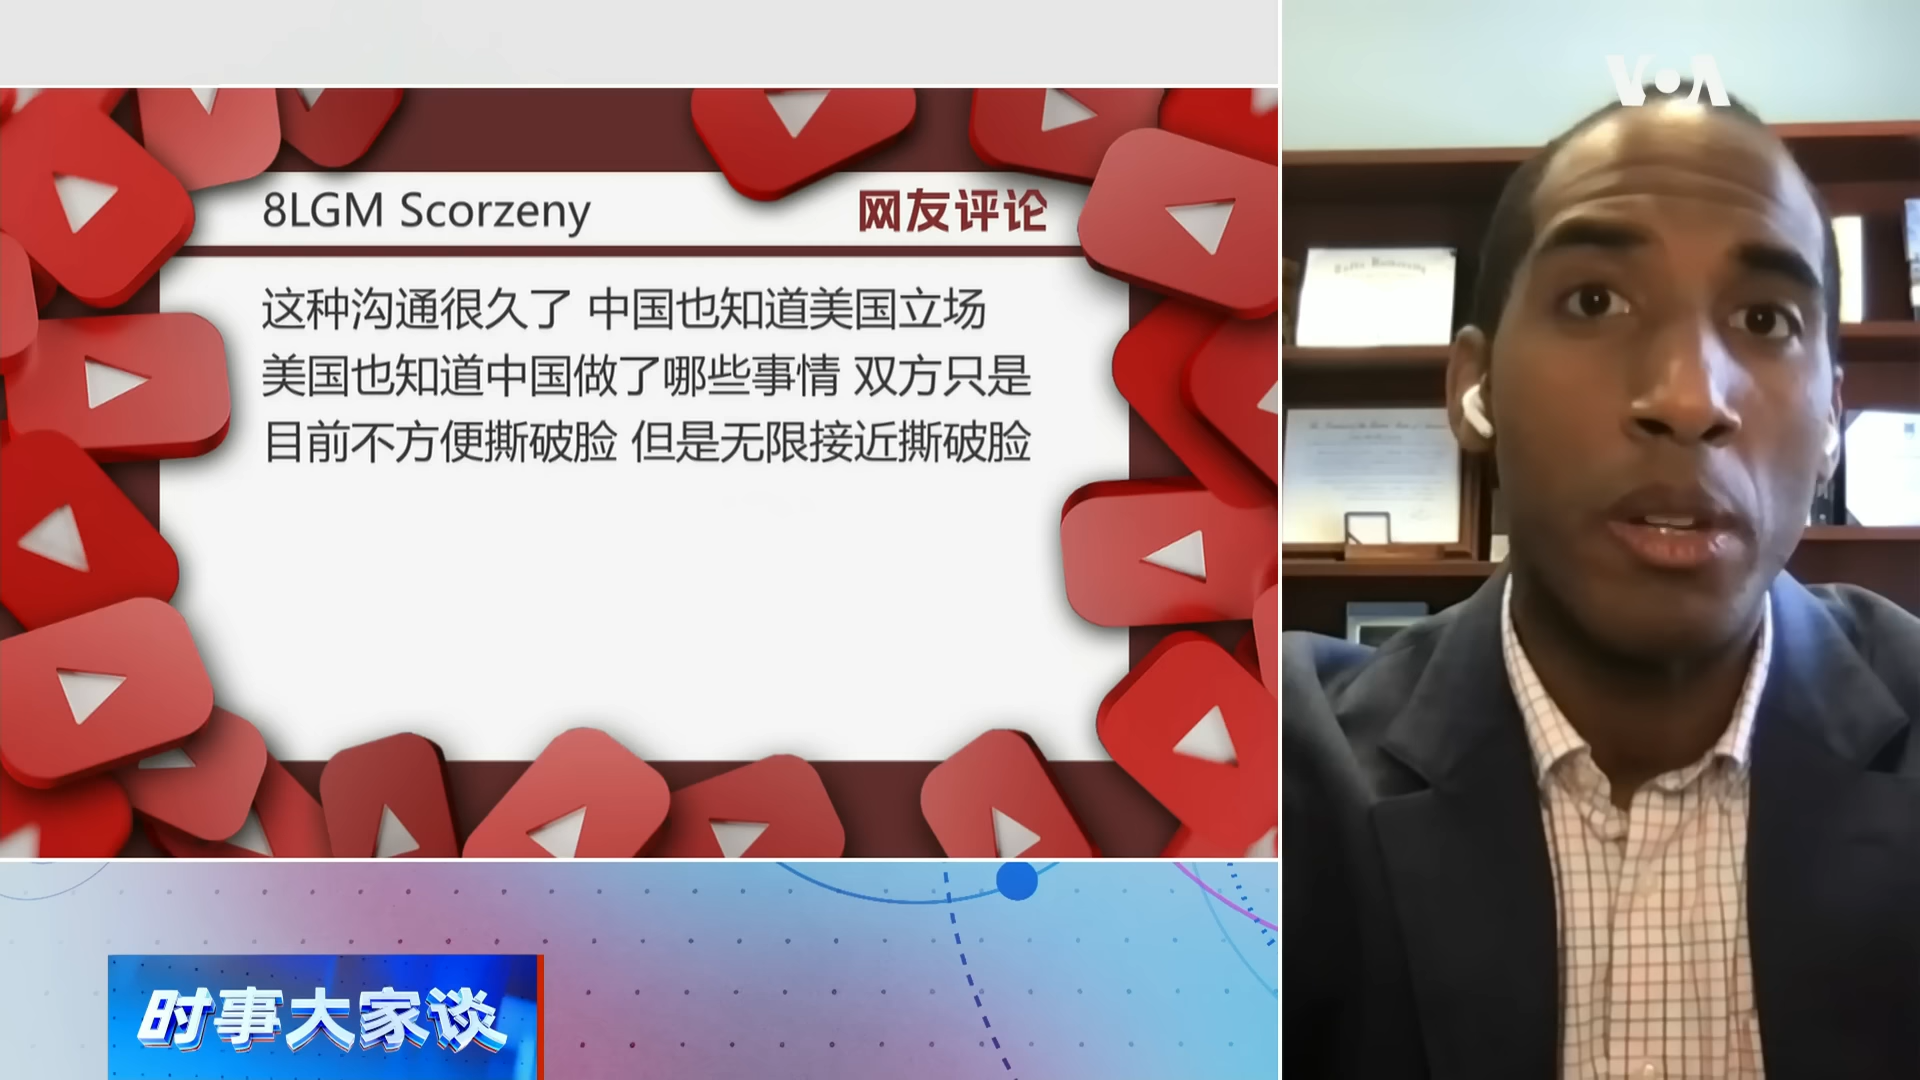 8LGM Scorzeny
网友评论
这种沟通很久了 中国也知道美国立场
美国也知道中国做了哪些事情 双方只是
目前不方便撕破脸 但是无限接近撕破脸
时事大家谈
VOA